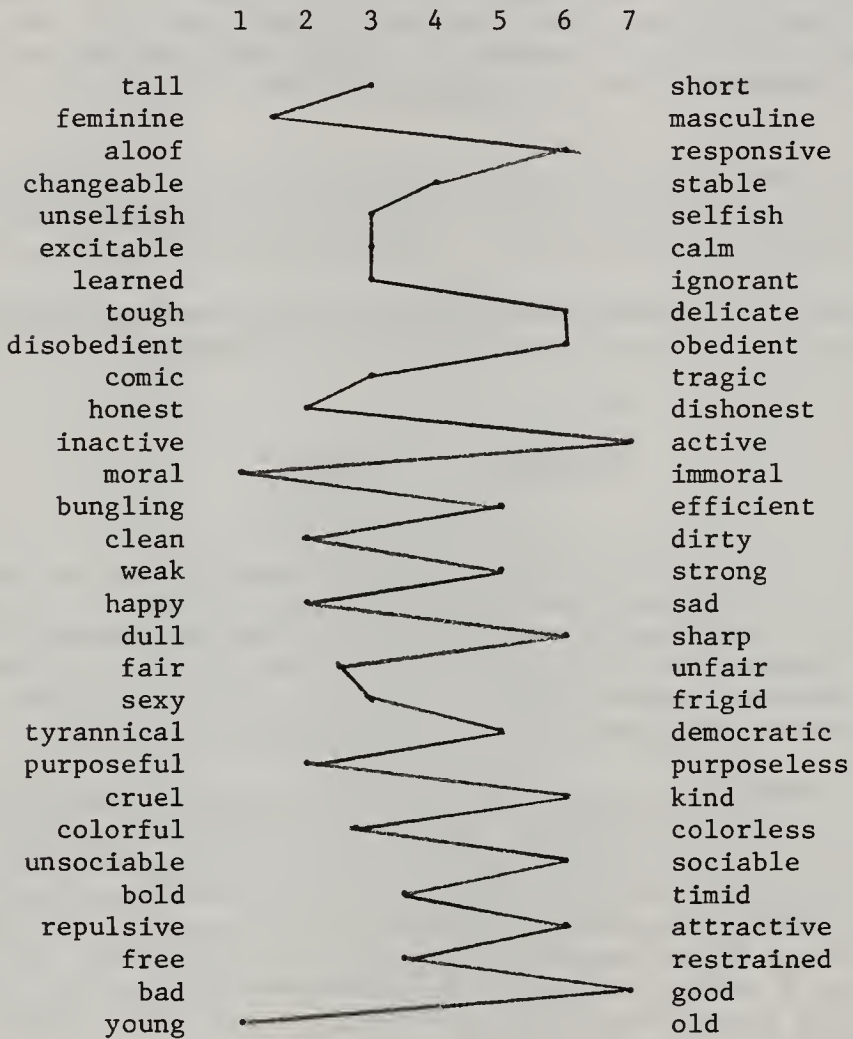 1 2 3 4 5 6 7
tall short
feminine masculine
aloof responsive
changeable stable
unselfish selfish
excitable calm
learned ignorant
tough delicate
disobedient obedient
comic tragic
honest dishonest
inactive active
moral immoral
bungling efficient
clean dirty
weak strong
happy sad
dull sharp
fair unfair
sexy frigid
tyrannical democratic
purposeful purposeless
cruel kind
colorful colorless
unsociable sociable
bold timid
repulsive attractive
free restrained
bad good
young old